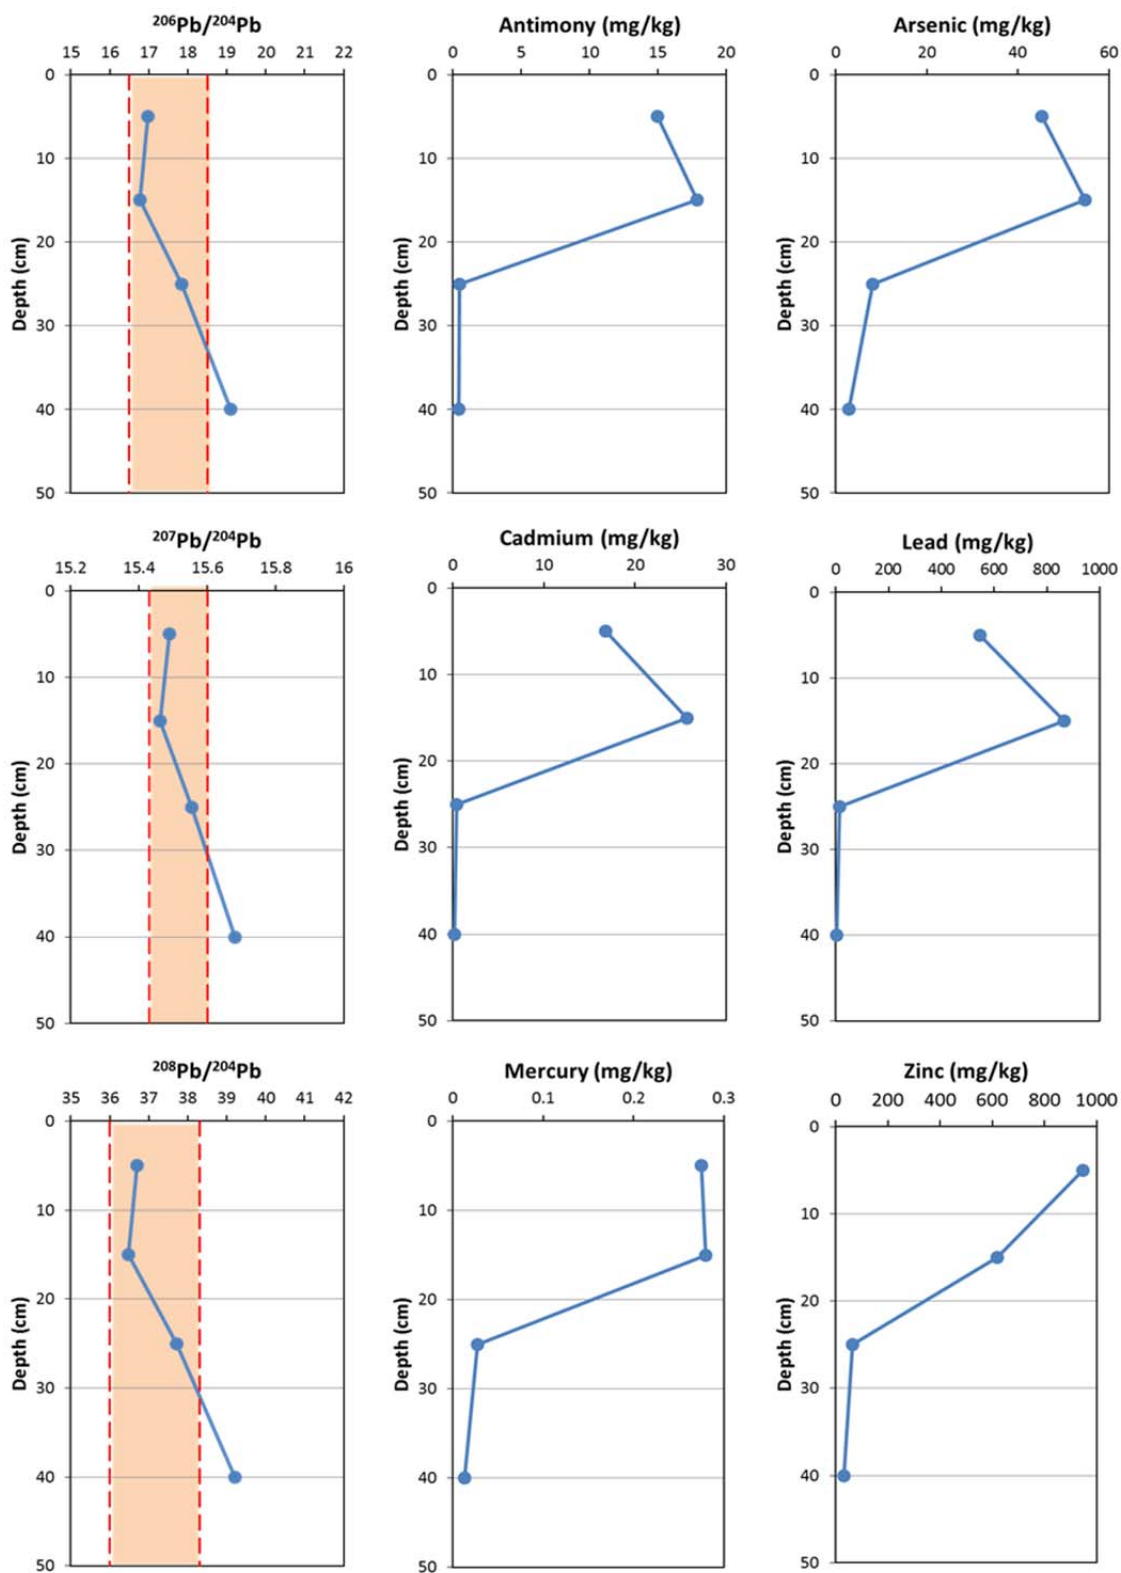 ²⁰⁶Pb/²⁰⁴Pb
15 16 17 18 19 20 21 22
0
10
20
30
40
50
Depth (cm)
Antimony (mg/kg)
0 5 10 15 20
0
10
20
30
40
50
Depth (cm)
Arsenic (mg/kg)
0 20 40 60
0
10
20
30
40
50
Depth (cm)
²⁰⁷Pb/²⁰⁴Pb
15.2 15.4 15.6 15.8 16
0
10
20
30
40
50
Depth (cm)
Cadmium (mg/kg)
0 10 20 30
0
10
20
30
40
50
Depth (cm)
Lead (mg/kg)
0 200 400 600 800 1000
0
10
20
30
40
50
Depth (cm)
²⁰⁸Pb/²⁰⁴Pb
35 36 37 38 39 40 41 42
0
10
20
30
40
50
Depth (cm)
Mercury (mg/kg)
0 0.1 0.2 0.3
0
10
20
30
40
50
Depth (cm)
Zinc (mg/kg)
0 200 400 600 800 1000
0
10
20
30
40
50
Depth (cm)